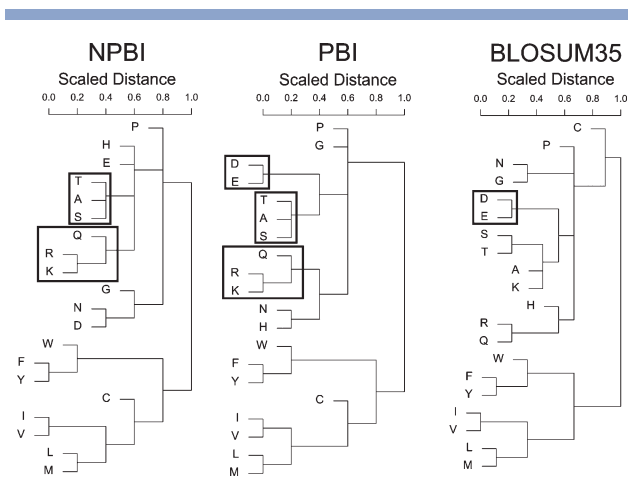 NPBI PBI BLOSUM35
Scaled Distance Scaled Distance Scaled Distance
0.0 0.2 0.4 0.6 0.8 1.0 0.0 0.2 0.4 0.6 0.8 1.0 0.0 0.2 0.4 0.6 0.8 1.0
P
H
E
T
A
S
Q
R
K
G
N
D
W
F
Y
C
I
V
L
M
P
G
D
E
T
A
S
Q
R
K
N
H
W
F
Y
C
I
V
L
M
C
P
N
G
D
E
S
T
A
K
H
R
Q
W
F
Y
I
V
L
M